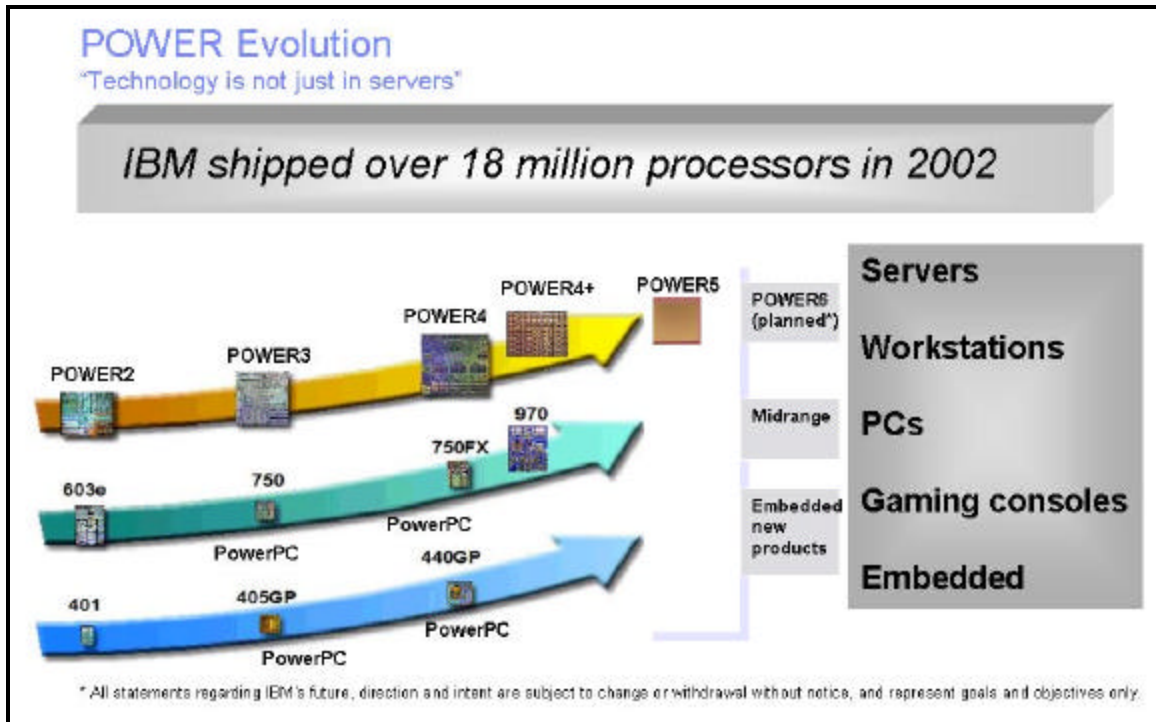 POWER Evolution
"Technology is not just in servers"
IBM shipped over 18 million processors in 2002
POWER2
POWER3
POWER4
POWER4+
POWER5
POWER6
(planned*)
603e
750
750FX
970
PowerPC
PowerPC
Midrange
401
405GP
440GP
PowerPC
PowerPC
Embedded
new
products
Servers
Workstations
PCs
Gaming consoles
Embedded
* All statements regarding IBM's future, direction and intent are subject to change or withdrawal without notice, and represent goals and objectives only.